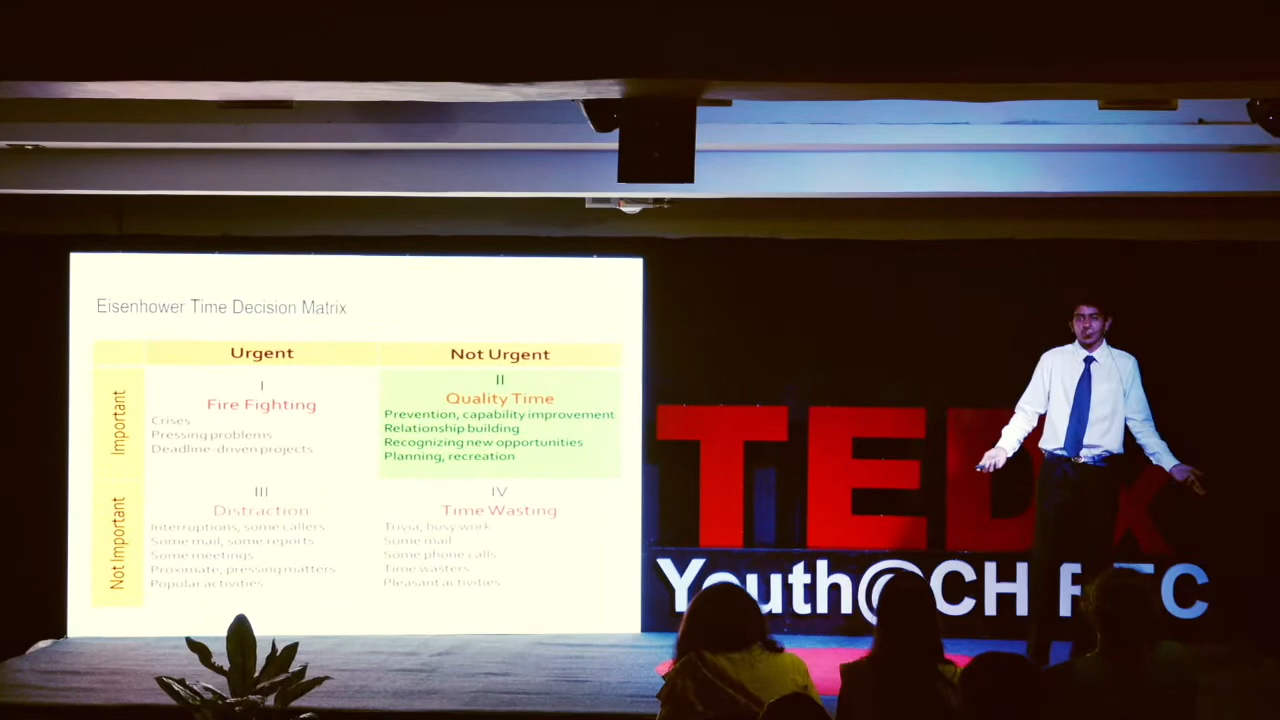 Eisenhower Time Decision Matrix
Urgent
Not Urgent
Important
I
Fire Fighting
Crises
Pressing problems
Deadline-driven projects
II
Quality Time
Prevention, capability improvement
Relationship building
Recognizing new opportunities
Planning, recreation
Not Important
III
Distraction
Interruptions, some callers
Some mail, some reports
Some meetings
Proximate, pressing matters
Popular activities
IV
Time Wasting
Trivia, busy work
Some mail
Some phone calls
Time wasters
Pleasant activities
TEDx
Youth@CH